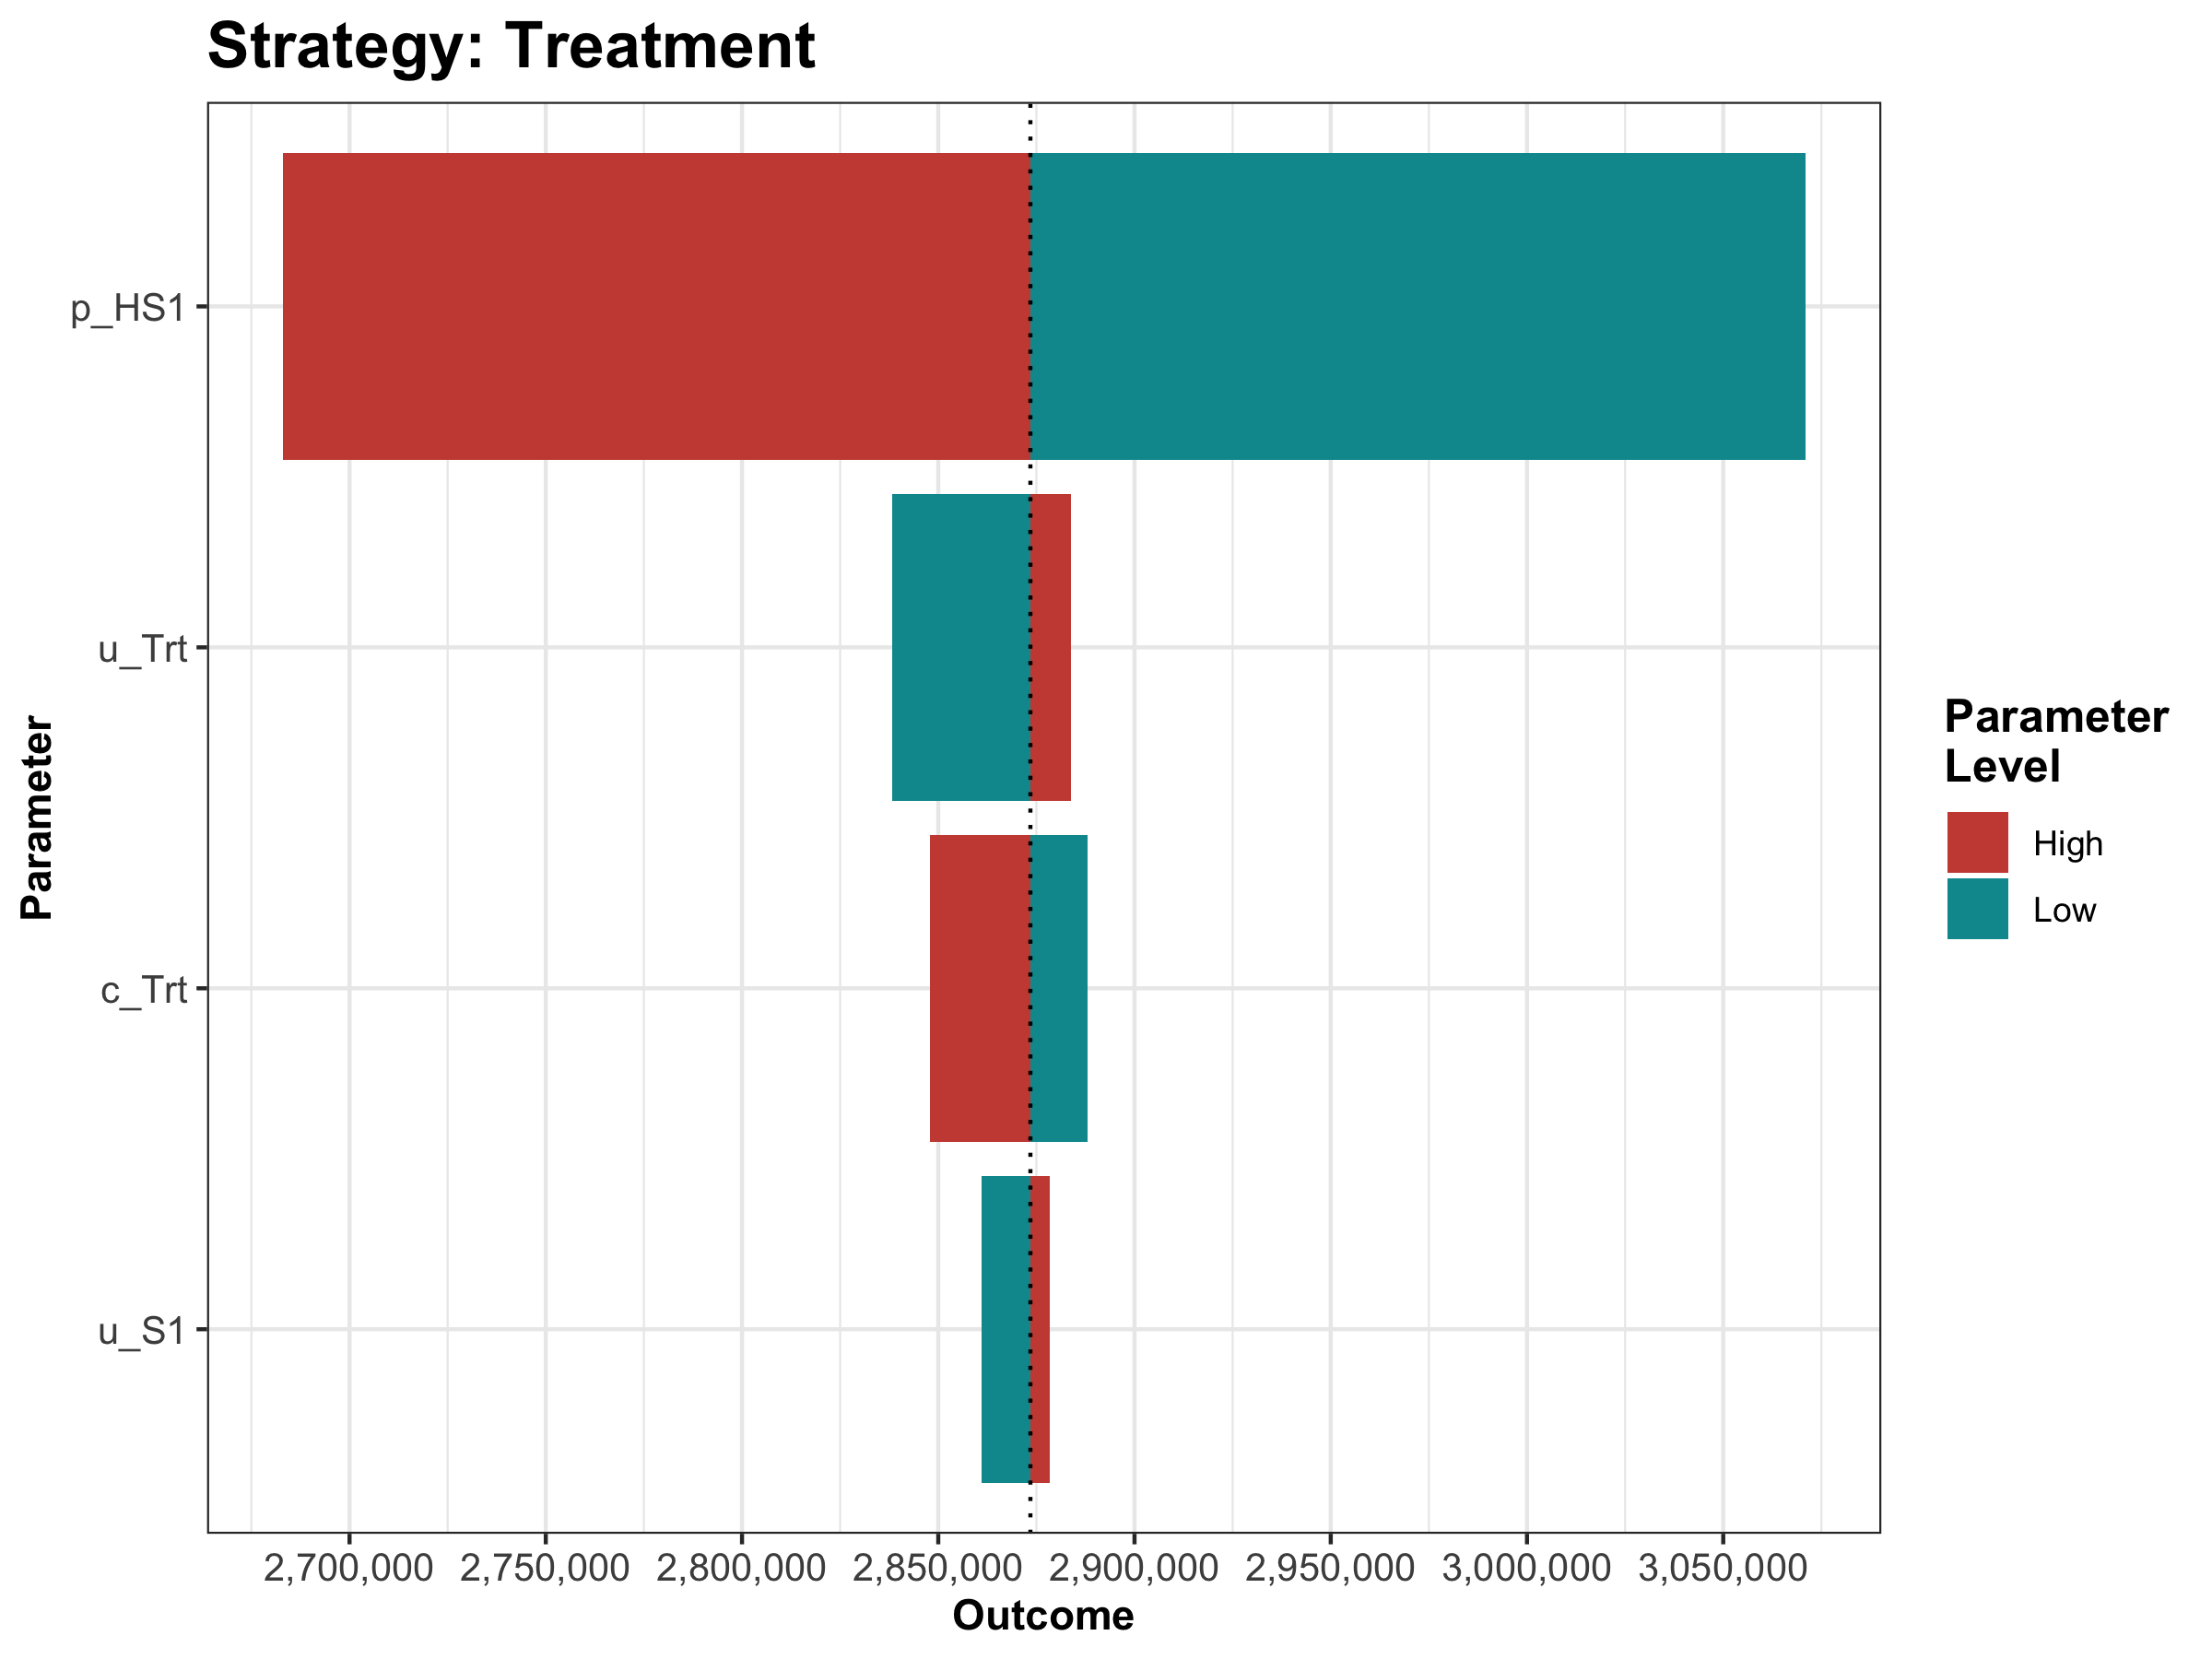 Strategy: Treatment
p_HS1
u_Trt
c_Trt
u_S1
Parameter
2,700,000 2,750,000 2,800,000 2,850,000 2,900,000 2,950,000 3,000,000 3,050,000
Outcome
Parameter
Level
High
Low